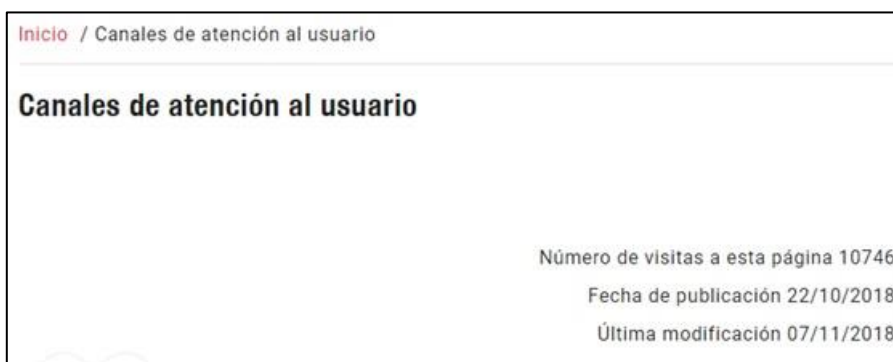 Inicio / Canales de atención al usuario
Canales de atención al usuario
Número de visitas a esta página 10746
Fecha de publicación 22/10/2018
Última modificación 07/11/2018